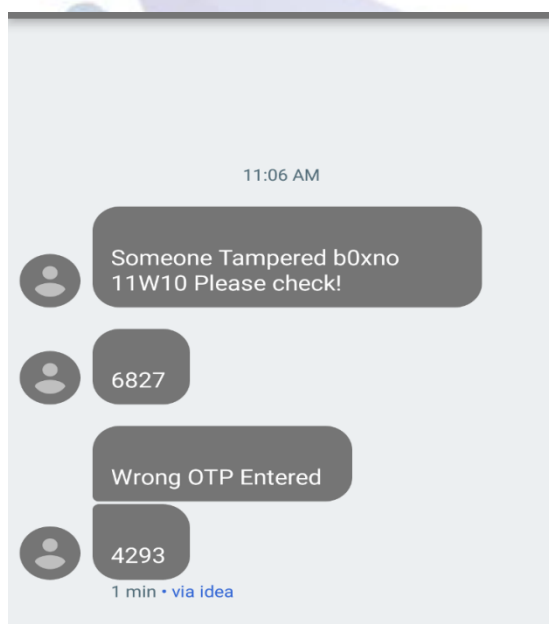 11:06 AM
Someone Tampered b0xno
11W10 Please check!
6827
Wrong OTP Entered
4293
1 min • via idea